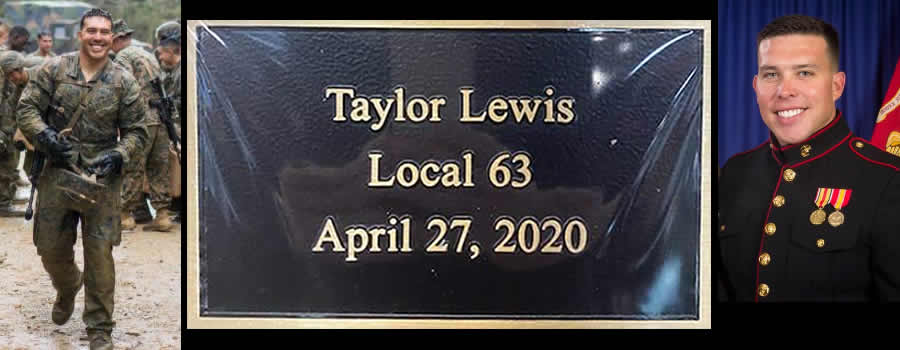 Taylor Lewis
Local 63
April 27, 2020